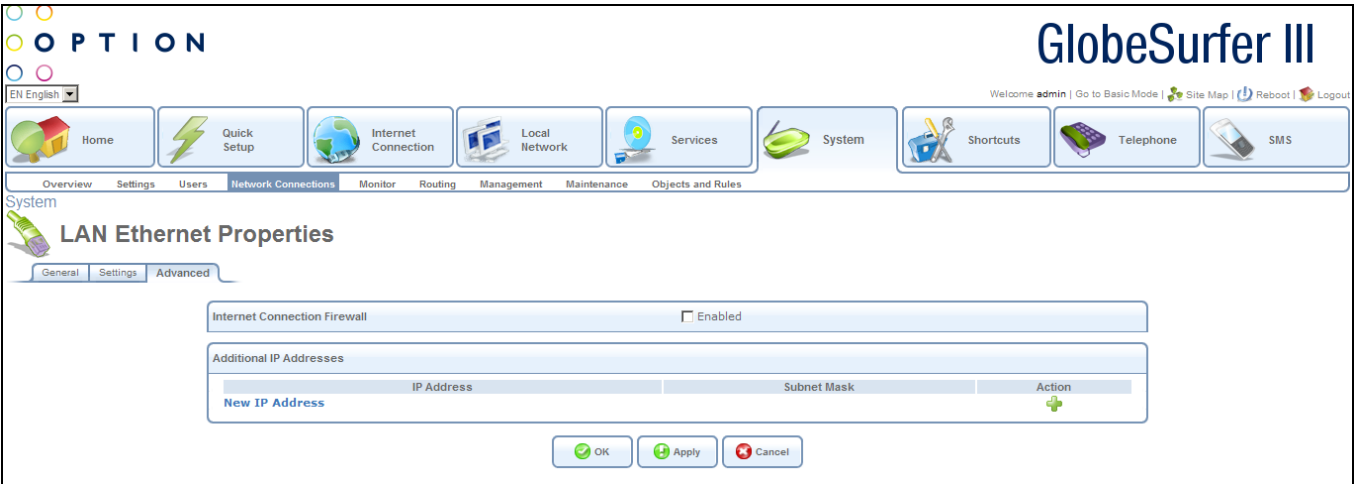 OPTION
GlobeSurfer III
EN English
Welcome admin | Go to Basic Mode | Site Map | Reboot | Logout
Home
Quick Setup
Internet Connection
Local Network
Services
System
Shortcuts
Telephone
SMS
Overview Settings Users Network Connections Monitor Routing Management Maintenance Objects and Rules
System
LAN Ethernet Properties
General Settings Advanced
Internet Connection Firewall Enabled
Additional IP Addresses
IP Address Subnet Mask Action
New IP Address
OK Apply Cancel